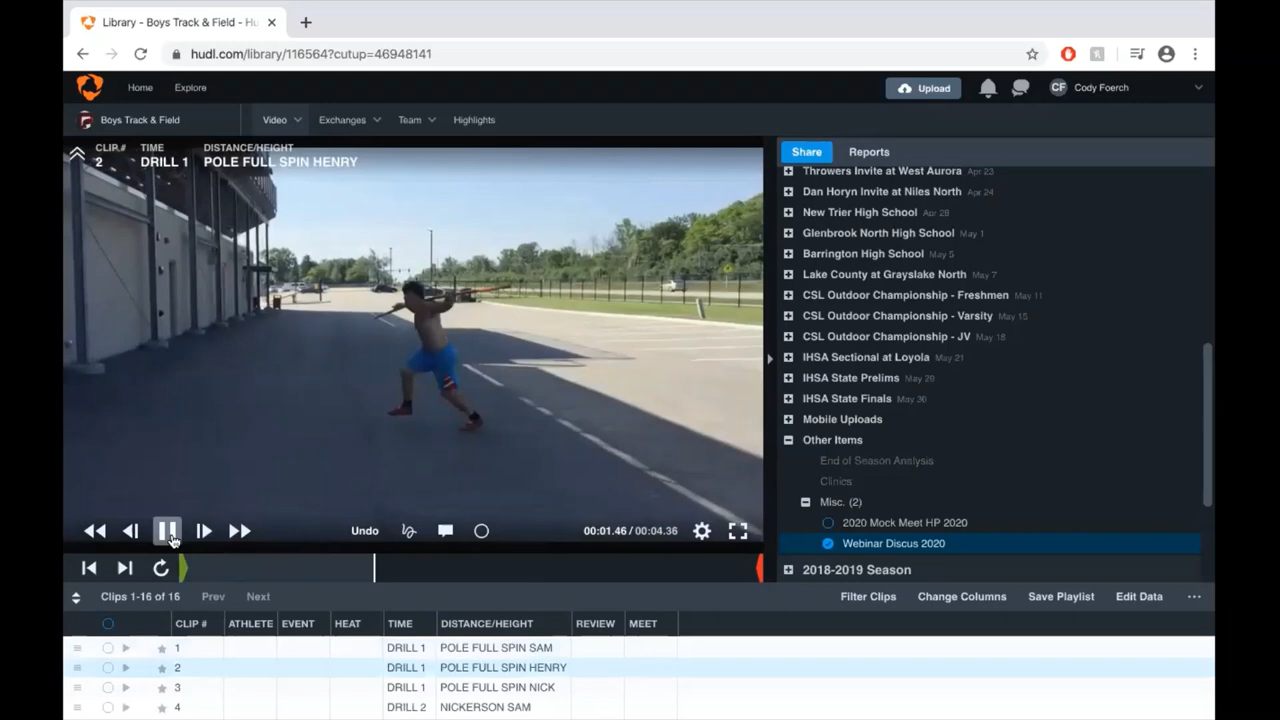 Library - Boys Track & Field - Hu
hudl.com/library/116564?cutup=46948141
Home Explore Upload CF Cody Foerch
Boys Track & Field Video Exchanges Team Highlights
CLIP# TIME DISTANCE/HEIGHT
2 DRILL 1 POLE FULL SPIN HENRY
Share Reports
Throwers Invite at West Aurora Apr 23
Dan Horyn Invite at Niles North Apr 24
New Trier High School Apr 28
Glenbrook North High School May 1
Barrington High School May 5
Lake County at Grayslake North May 7
CSL Outdoor Championship - Freshmen May 11
CSL Outdoor Championship - Varsity May 15
CSL Outdoor Championship - JV May 18
IHSA Sectional at Loyola May 21
IHSA State Prelims May 29
IHSA State Finals May 30
Mobile Uploads
Other Items
End of Season Analysis
Clinics
Misc. (2)
2020 Mock Meet HP 2020
Webinar Discus 2020
2018-2019 Season
Undo 00:01.46 / 00:04.36
Clips 1-16 of 16 Prev Next Filter Clips Change Columns Save Playlist Edit Data
CLIP # ATHLETE EVENT HEAT TIME DISTANCE/HEIGHT REVIEW MEET
1 DRILL 1 POLE FULL SPIN SAM
2 DRILL 1 POLE FULL SPIN HENRY
3 DRILL 1 POLE FULL SPIN NICK
4 DRILL 2 NICKERSON SAM